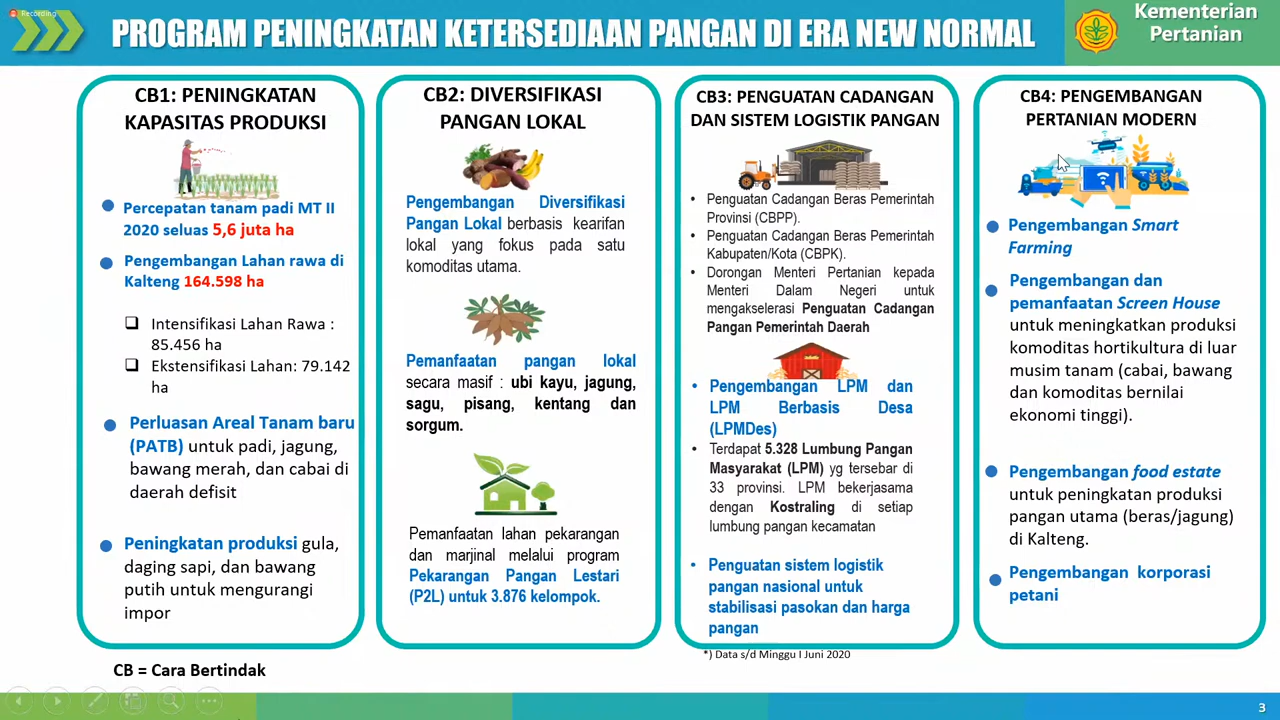 Recording
PROGRAM PENINGKATAN KETERSEDIAAN PANGAN DI ERA NEW NORMAL
Kementerian
Pertanian
CB1: PENINGKATAN
KAPASITAS PRODUKSI
Percepatan tanam padi MT II
2020 seluas 5,6 juta ha
Pengembangan Lahan rawa di
Kalteng 164.598 ha
Intensifikasi Lahan Rawa :
85.456 ha
Ekstensifikasi Lahan: 79.142
ha
Perluasan Areal Tanam baru
(PATB) untuk padi, jagung,
bawang merah, dan cabai di
daerah defisit
Peningkatan produksi gula,
daging sapi, dan bawang
putih untuk mengurangi
impor
CB2: DIVERSIFIKASI
PANGAN LOKAL
Pengembangan Diversifikasi
Pangan Lokal berbasis kearifan
lokal yang fokus pada satu
komoditas utama.
Pemanfaatan pangan lokal
secara masif : ubi kayu, jagung,
sagu, pisang, kentang dan
sorgum.
Pemanfaatan lahan pekarangan
dan marjinal melalui program
Pekarangan Pangan Lestari
(P2L) untuk 3.876 kelompok.
CB3: PENGUATAN CADANGAN
DAN SISTEM LOGISTIK PANGAN
• Penguatan Cadangan Beras Pemerintah
Provinsi (CBPP).
• Penguatan Cadangan Beras Pemerintah
Kabupaten/Kota (CBPK).
• Dorongan Menteri Pertanian kepada
Menteri Dalam Negeri untuk
mengakselerasi Penguatan Cadangan
Pangan Pemerintah Daerah
• Pengembangan LPM dan
LPM Berbasis Desa
(LPMDes)
• Terdapat 5.328 Lumbung Pangan
Masyarakat (LPM) yg tersebar di
33 provinsi. LPM bekerjasama
dengan Kostraling di setiap
lumbung pangan kecamatan
• Penguatan sistem logistik
pangan nasional untuk
stabilisasi pasokan dan harga
pangan
*) Data s/d Minggu I Juni 2020
CB4: PENGEMBANGAN
PERTANIAN MODERN
Pengembangan Smart
Farming
Pengembangan dan
pemanfaatan Screen House
untuk meningkatkan produksi
komoditas hortikultura di luar
musim tanam (cabai, bawang
dan komoditas bernilai
ekonomi tinggi).
Pengembangan food estate
untuk peningkatan produksi
pangan utama (beras/jagung)
di Kalteng.
Pengembangan korporasi
petani
CB = Cara Bertindak
3